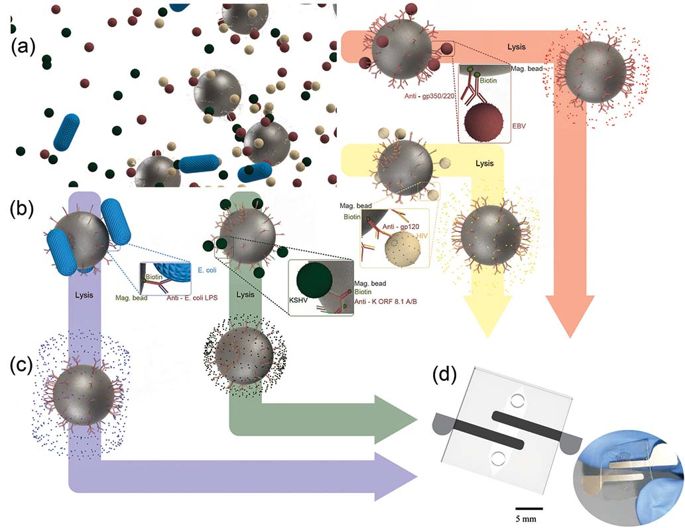 (a)
Lysis
Mag. bead
Biotin
Anti - gp350/220
EBV
Lysis
Mag. bead
Biotin
Anti - gp120
HIV
(b)
E. coli
Biotin
Mag. bead
Anti - E. coli LPS
Lysis
Lysis
KSHV
Mag. bead
Biotin
Anti - K ORF 8.1 A/B
(c)
(d)
5 mm